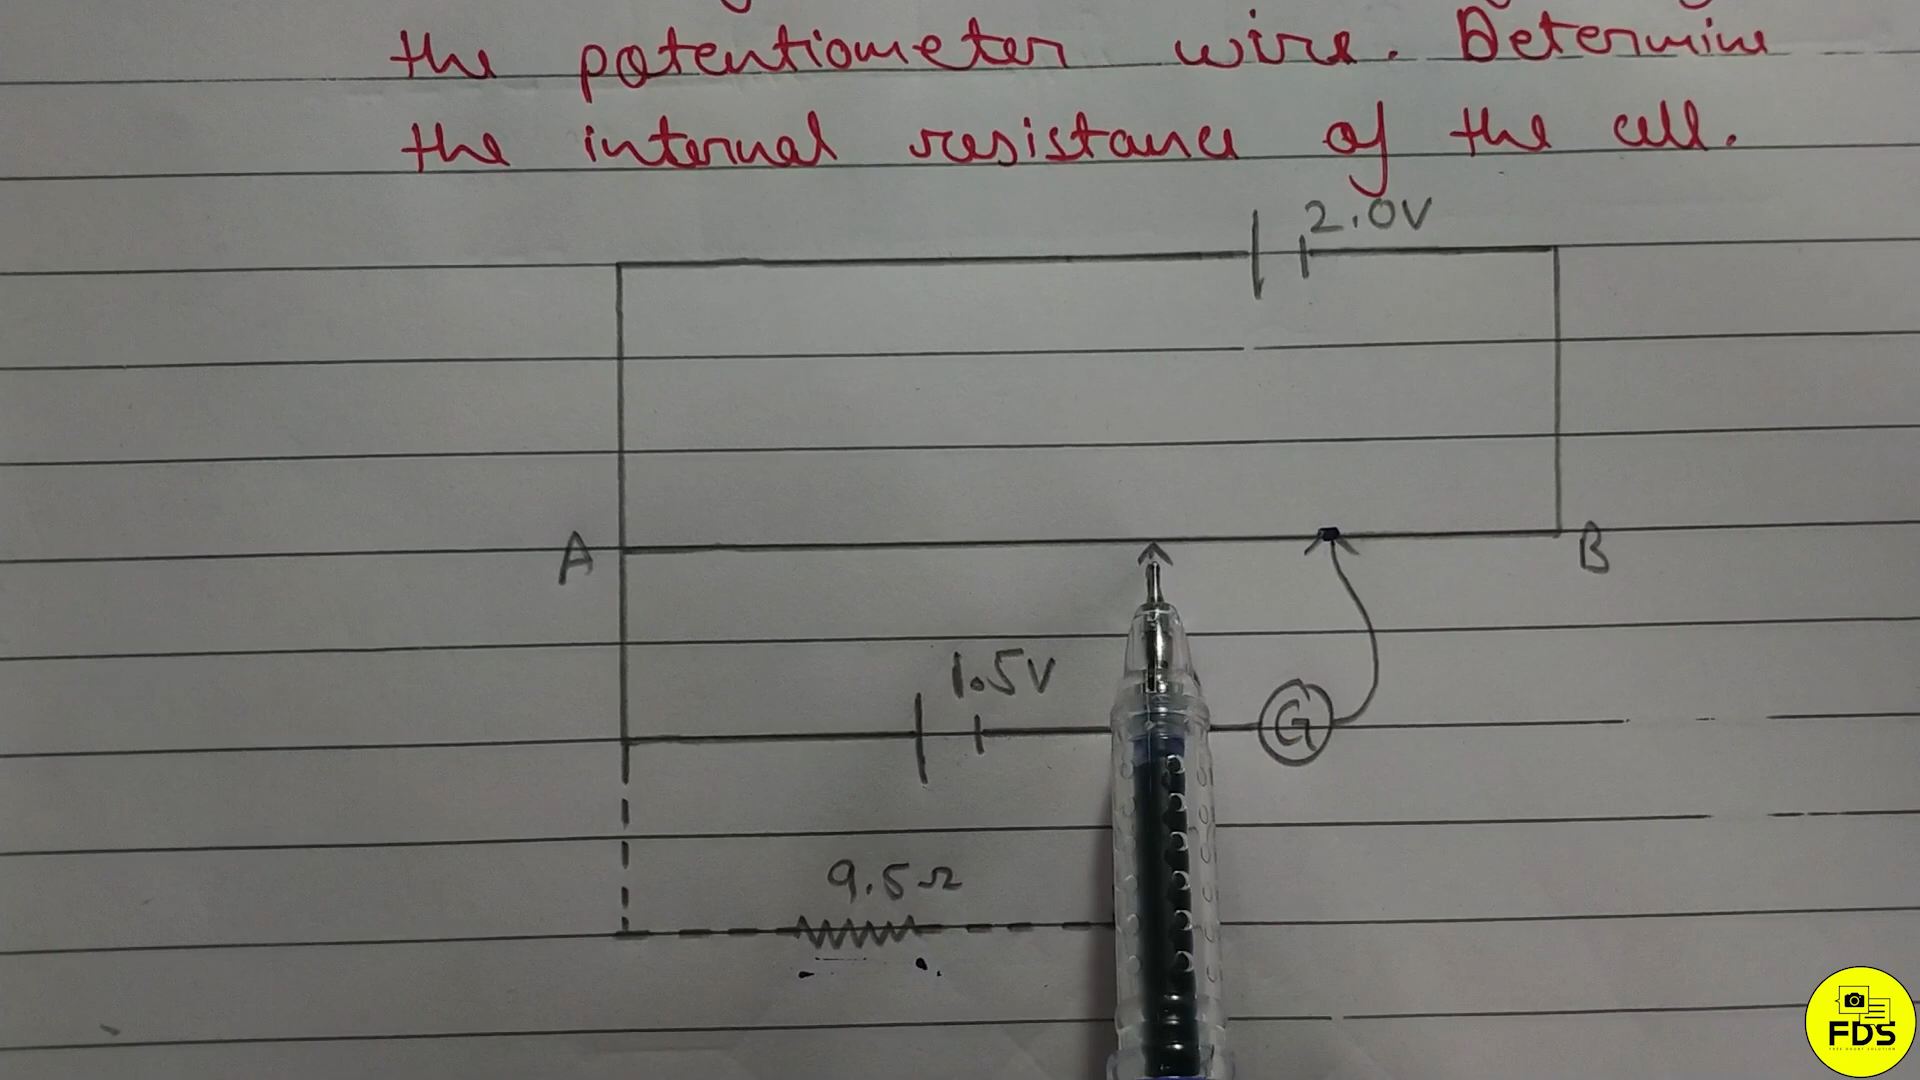 the potentiometer wire. Determine
the internal resistance of the cell.
2.0V
A
B
1.5V
G
9.5Ω
FDS